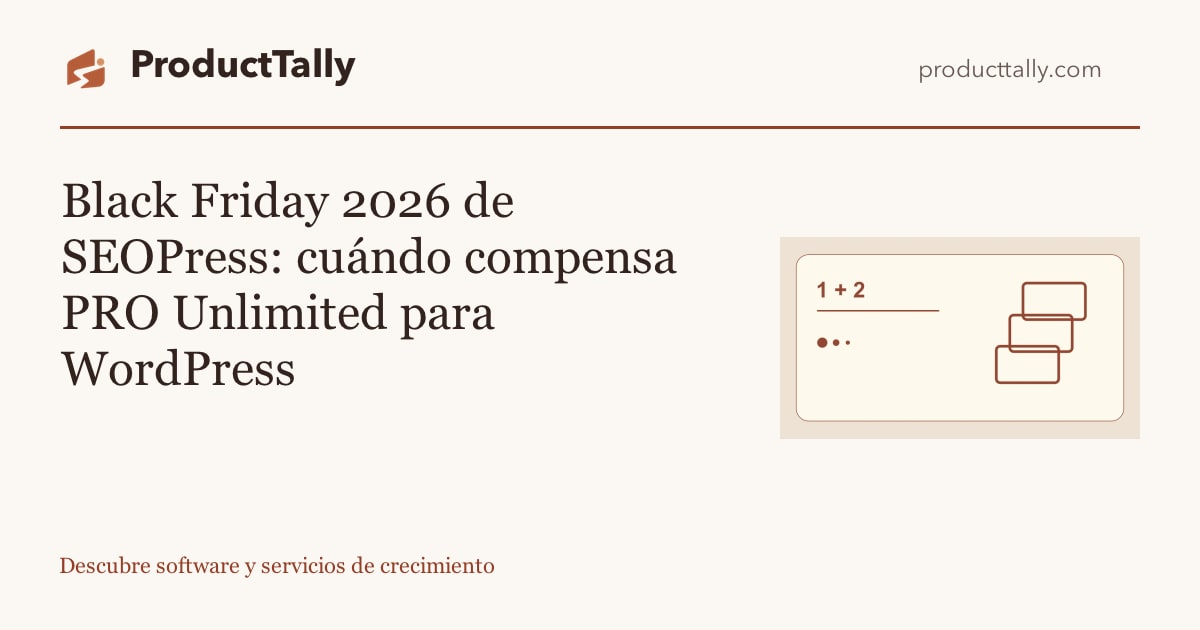 ProductTally
producttally.com
Black Friday 2026 de
SEOPress: cuándo compensa
PRO Unlimited para
WordPress
1 + 2
Descubre software y servicios de crecimiento